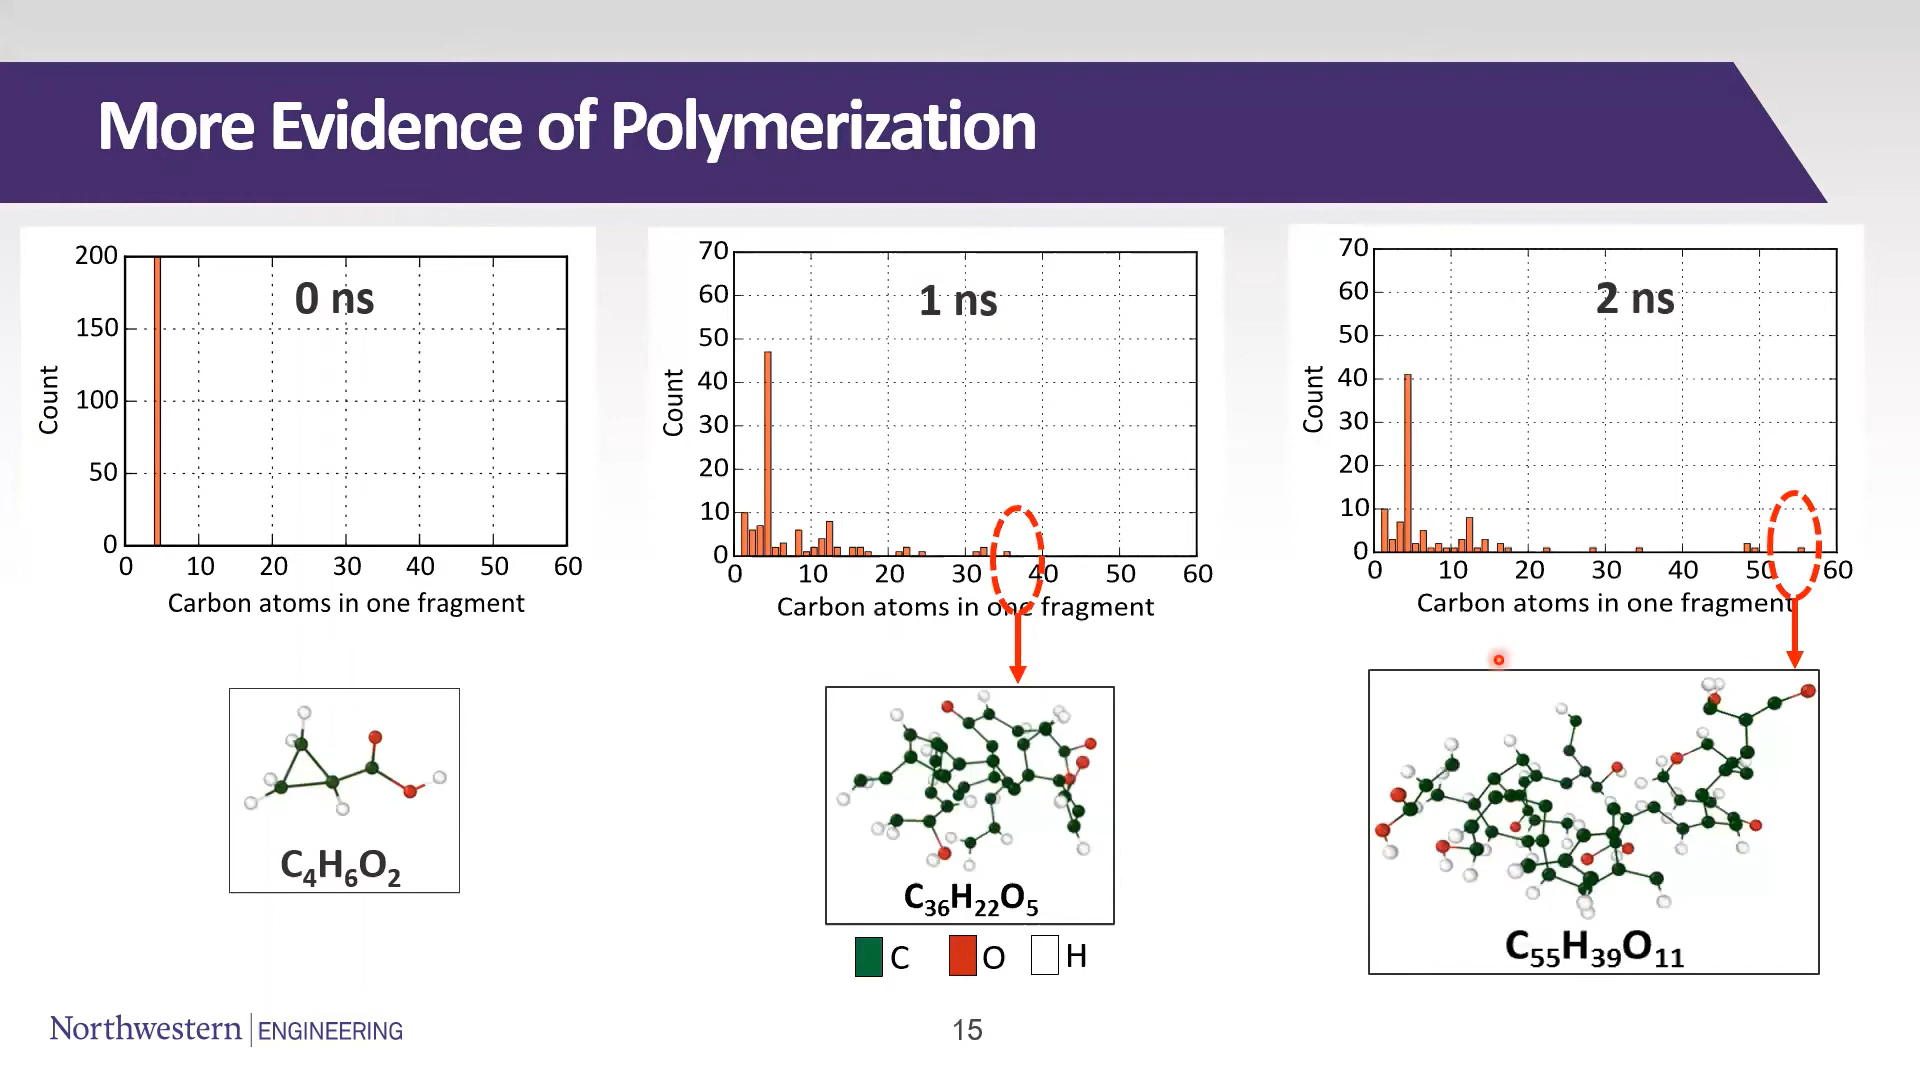 More Evidence of Polymerization
200
150
100
50
0
0 10 20 30 40 50 60
Count
0 ns
Carbon atoms in one fragment
70
60
50
40
30
20
10
0
0 10 20 30 40 50 60
Count
1 ns
Carbon atoms in one fragment
70
60
50
40
30
20
10
0
0 10 20 30 40 50 60
Count
2 ns
Carbon atoms in one fragment
C₄H₆O₂
C₃₆H₂₂O₅
C O H
C₅₅H₃₉O₁₁
Northwestern | ENGINEERING
15